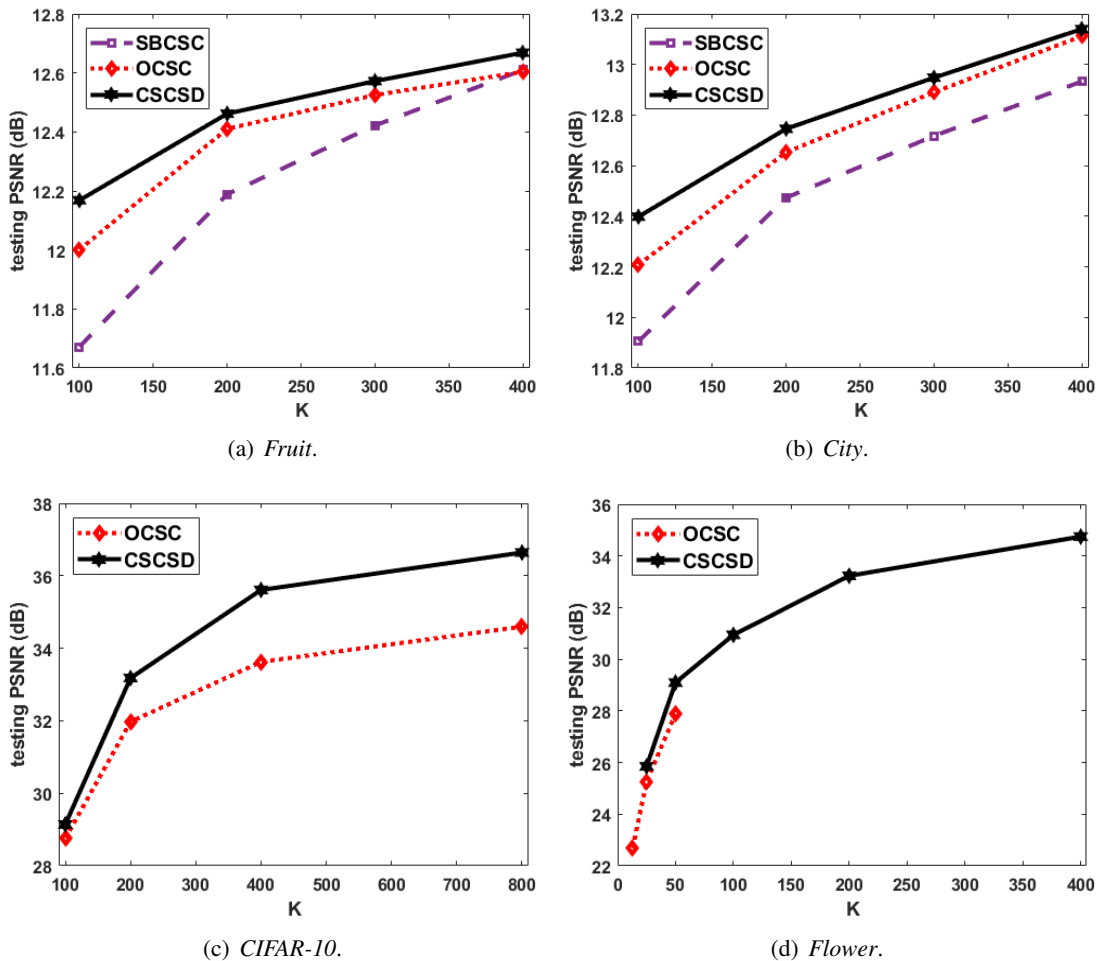 12.8
12.6
12.4
12.2
12
11.8
11.6
testing PSNR (dB)
SBCSC
OCSC
CSCSD
100 150 200 250 300 350 400
K
(a) Fruit.
13.2
13
12.8
12.6
12.4
12.2
12
11.8
testing PSNR (dB)
SBCSC
OCSC
CSCSD
100 150 200 250 300 350 400
K
(b) City.
38
36
34
32
30
28
testing PSNR (dB)
OCSC
CSCSD
100 200 300 400 500 600 700 800
K
(c) CIFAR-10.
36
34
32
30
28
26
24
22
testing PSNR (dB)
OCSC
CSCSD
0 50 100 150 200 250 300 350 400
K
(d) Flower.